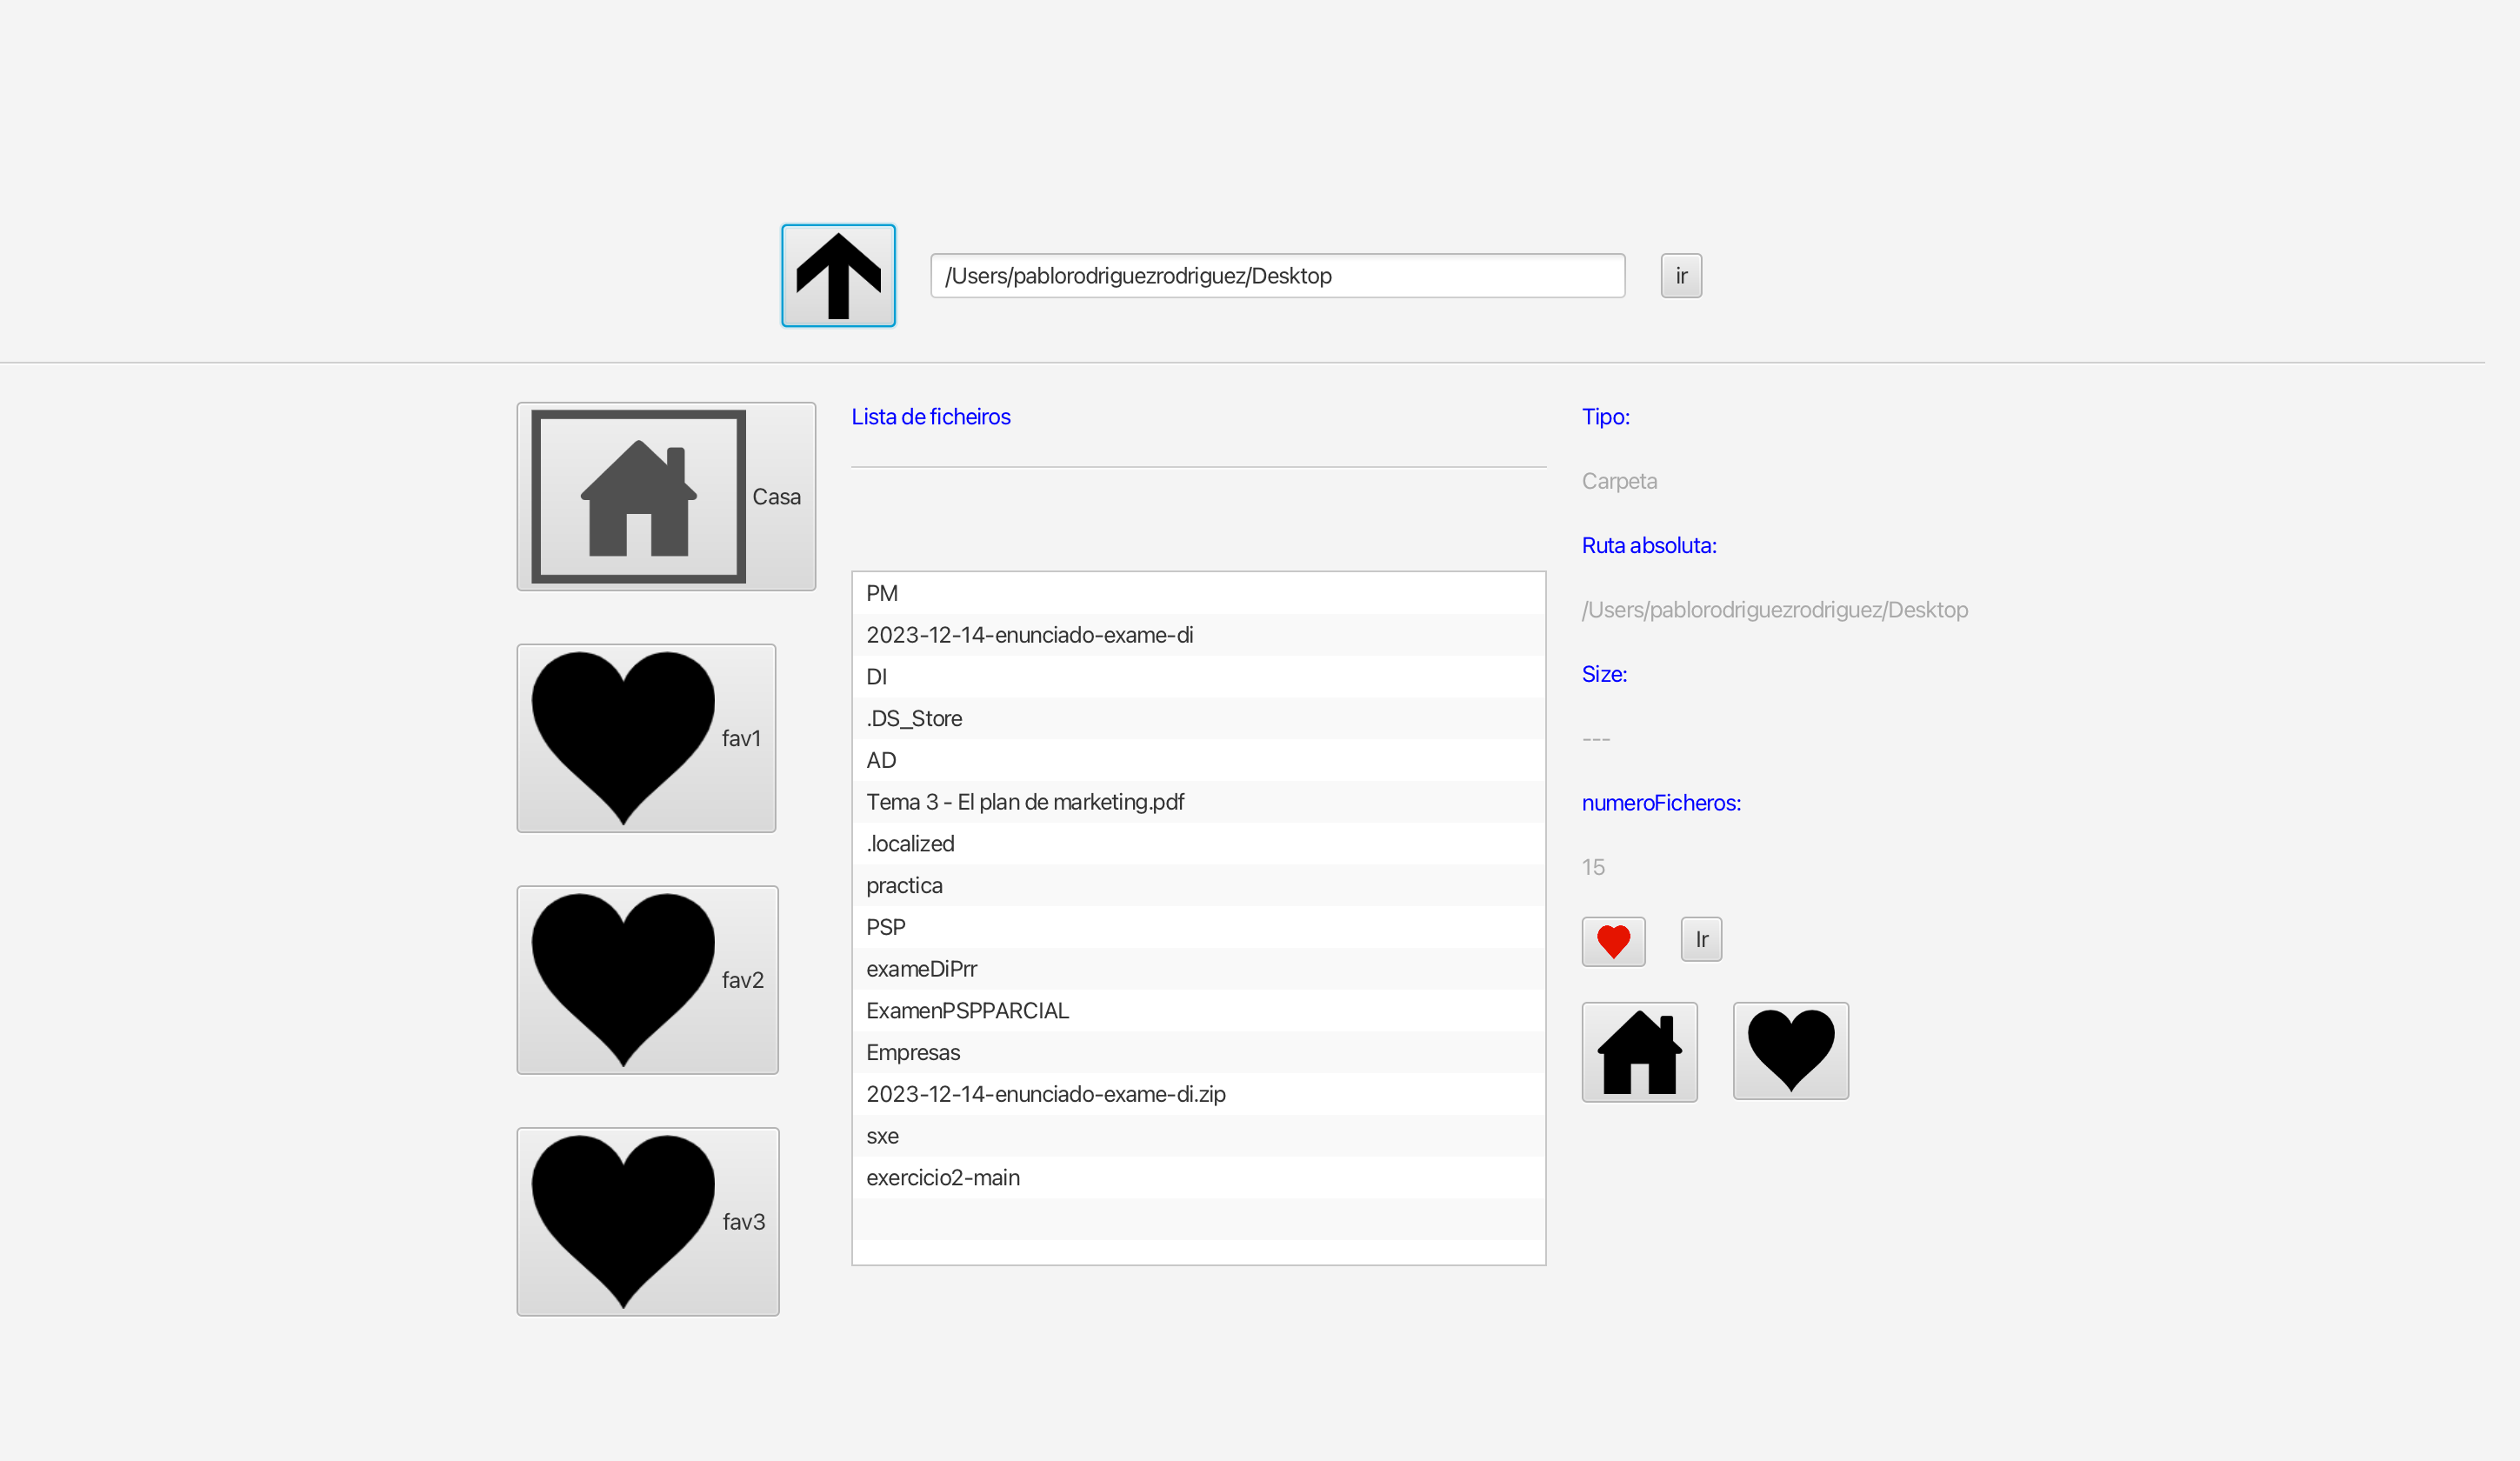 /Users/pablorodriguezrodriguez/Desktop
ir
Casa
fav1
fav2
fav3
Lista de ficheiros
PM
2023-12-14-enunciado-exame-di
DI
.DS_Store
AD
Tema 3 - El plan de marketing.pdf
.localized
practica
PSP
exameDiPrr
ExamenPSPPARCIAL
Empresas
2023-12-14-enunciado-exame-di.zip
sxe
exercicio2-main
Tipo:
Carpeta
Ruta absoluta:
/Users/pablorodriguezrodriguez/Desktop
Size:
---
numeroFicheros:
15
Ir